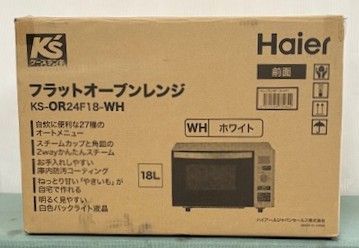 K's
ケーズデンキ
Haier
前面
フラットオーブンレンジ
KS-OR24F18-WH
自炊に便利な27種の
オートメニュー
スチームカップと角皿の
2wayかんたんスチーム
お手入れしやすい
庫内防汚コーティング
ねっとり甘い「やきいも」が
自宅で作れる
明るく見やすい
白色バックライト液晶
18L
WH ホワイト
ハイアールジャパンセールス株式会社